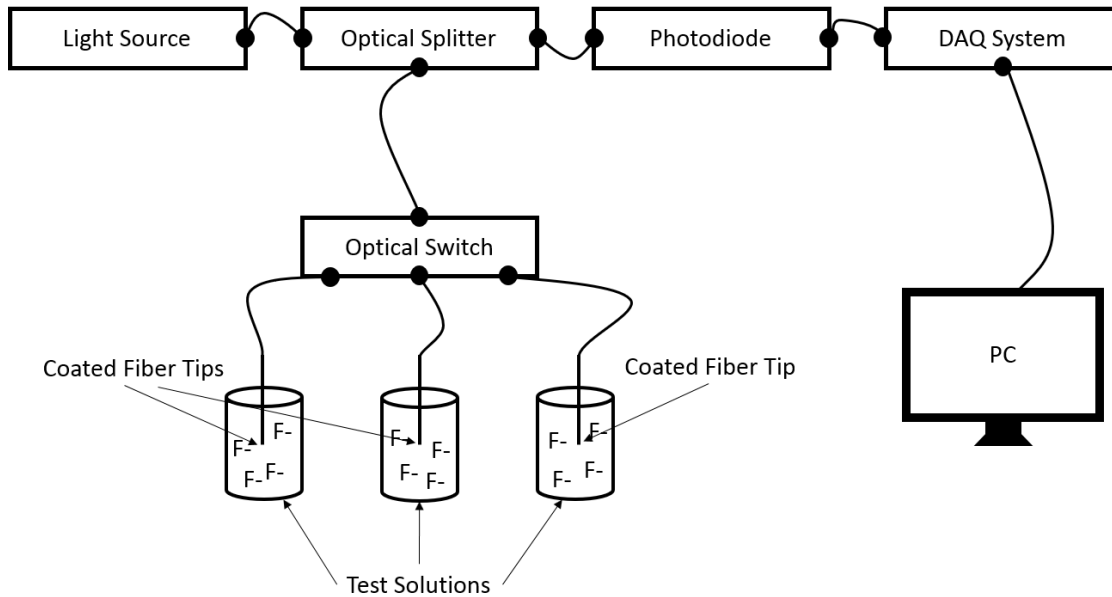 Light Source
Optical Splitter
Photodiode
DAQ System
Optical Switch
PC
Coated Fiber Tips
Coated Fiber Tip
F-
F-
F-
F-
F-
F-
F-
F-
F-
F-
F-
F-
Test Solutions